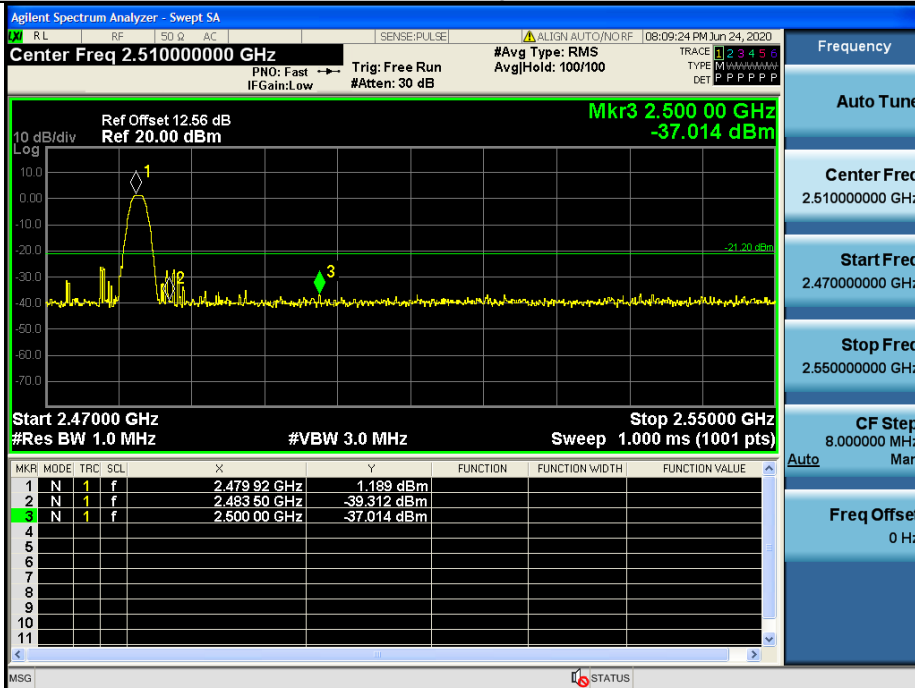 Agilent Spectrum Analyzer - Swept SA
LXI RL RF 50 Ω AC SENSE:PULSE ALIGN AUTO/NO RF 08:09:24 PM Jun 24, 2020
Center Freq 2.510000000 GHz
PNO: Fast
IFGain:Low
Trig: Free Run
#Atten: 30 dB
#Avg Type: RMS
Avg|Hold: 100/100
TRACE 1 2 3 4 5 6
TYPE M WWWWW
DET P P P P P P
Mkr3 2.500 00 GHz
-37.014 dBm
Ref Offset 12.56 dB
10 dB/div Ref 20.00 dBm
Log
10.0
0.00
-10.0
-20.0
-30.0
-40.0
-50.0
-60.0
-70.0
1
2
3
-21.20 dBm
Start 2.47000 GHz Stop 2.55000 GHz
#Res BW 1.0 MHz #VBW 3.0 MHz Sweep 1.000 ms (1001 pts)
MKR MODE TRC SCL X Y FUNCTION FUNCTION WIDTH FUNCTION VALUE
1 N 1 f 2.479 92 GHz 1.189 dBm
2 N 1 f 2.483 50 GHz -39.312 dBm
3 N 1 f 2.500 00 GHz -37.014 dBm
4
5
6
7
8
9
10
11
MSG STATUS
Frequency
Auto Tune
Center Freq
2.510000000 GHz
Start Freq
2.470000000 GHz
Stop Freq
2.550000000 GHz
CF Step
8.000000 MHz
Auto Man
Freq Offset
0 Hz